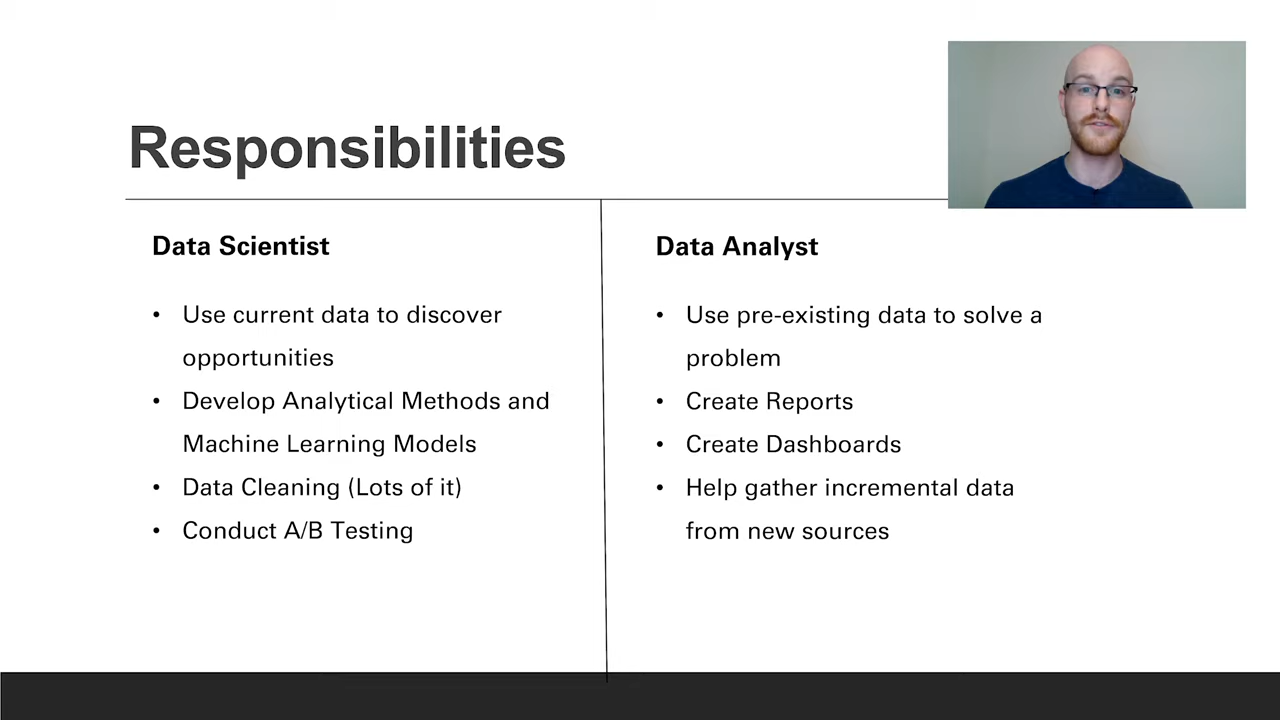 Responsibilities
Data Scientist
• Use current data to discover
opportunities
• Develop Analytical Methods and
Machine Learning Models
• Data Cleaning (Lots of it)
• Conduct A/B Testing
Data Analyst
• Use pre-existing data to solve a
problem
• Create Reports
• Create Dashboards
• Help gather incremental data
from new sources